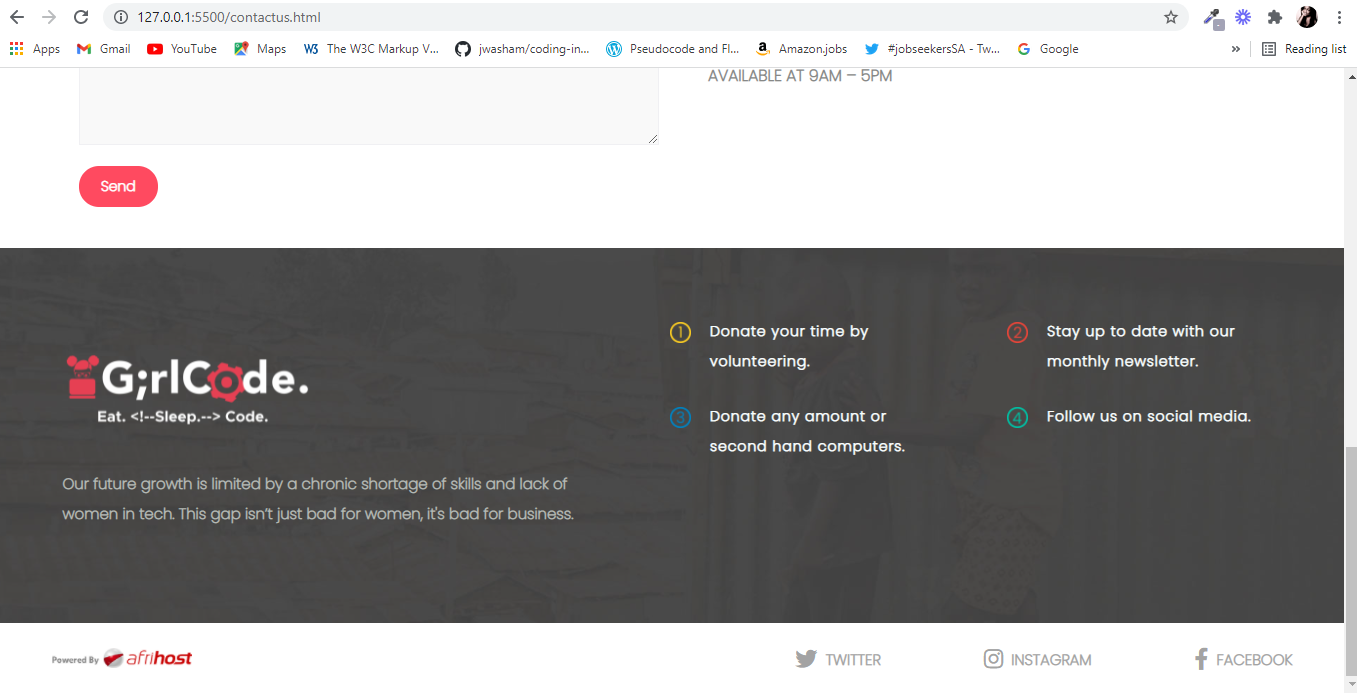 127.0.0.1:5500/contactus.html
Apps
Gmail
YouTube
Maps
W3 The W3C Markup V...
jwasham/coding-in...
Pseudocode and Fl...
a Amazon.jobs
#jobseekersSA - Tw...
G Google
»
Reading list
AVAILABLE AT 9AM – 5PM
Send
G;rlCode.
Eat. <!--Sleep.--> Code.
Our future growth is limited by a chronic shortage of skills and lack of
women in tech. This gap isn’t just bad for women, it's bad for business.
1 Donate your time by
volunteering.
2 Stay up to date with our
monthly newsletter.
3 Donate any amount or
second hand computers.
4 Follow us on social media.
Powered By afrihost
TWITTER
INSTAGRAM
FACEBOOK